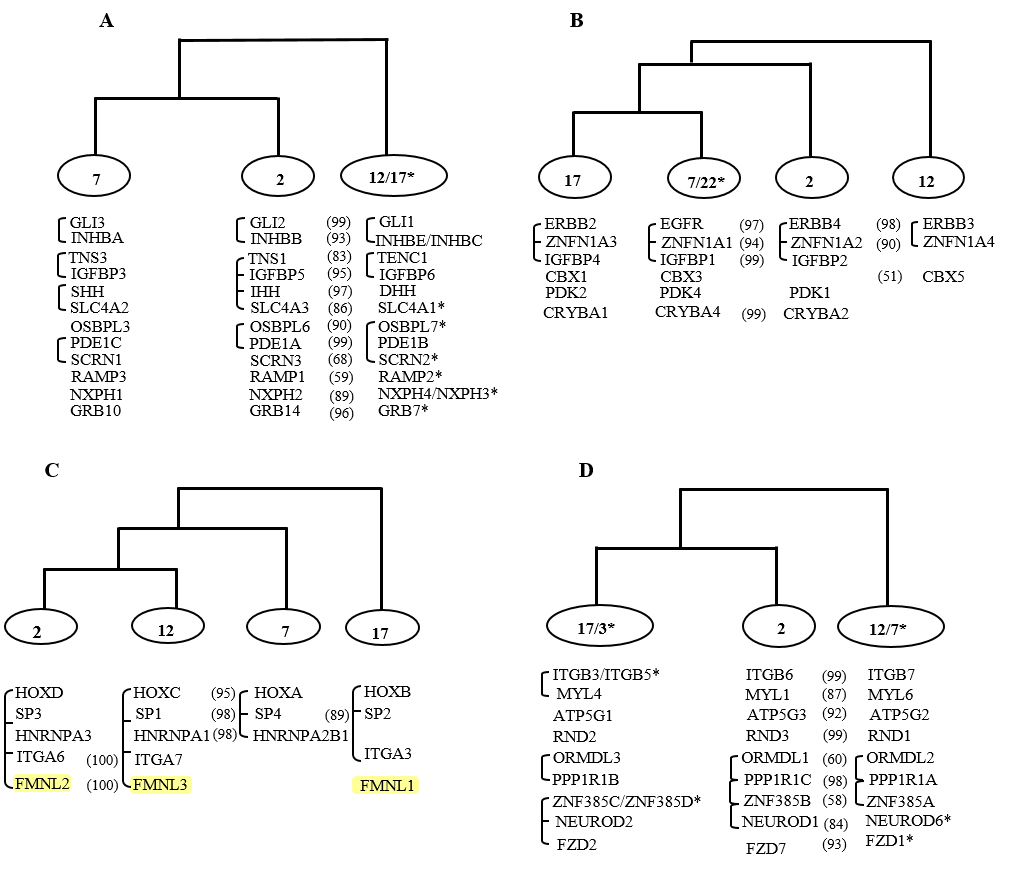 A
7 2 12/17*
GLI3 GLI2 (99) GLI1
INHBA INHBB (93) INHBE/INHBC
TNS3 TNS1 (83) TENC1
IGFBP3 IGFBP5 (95) IGFBP6
SHH IHH (97) DHH
SLC4A2 SLC4A3 (86) SLC4A1*
OSBPL3 OSBPL6 (90) OSBPL7*
PDE1C PDE1A (99) PDE1B
SCRN1 SCRN3 (68) SCRN2*
RAMP3 RAMP1 (59) RAMP2*
NXPH1 NXPH2 (89) NXPH4/NXPH3*
GRB10 GRB14 (96) GRB7*
B
17 7/22* 2 12
ERBB2 EGFR (97) ERBB4 (98) ERBB3
ZNFN1A3 ZNFN1A1 (94) ZNFN1A2 (90) ZNFN1A4
IGFBP4 IGFBP1 (99) IGFBP2
CBX1 CBX3 (51) CBX5
PDK2 PDK4 PDK1
CRYBA1 CRYBA4 (99) CRYBA2
C
2 12 7 17
HOXD HOXC (95) HOXA HOXB
SP3 SP1 (98) SP4 (89) SP2
HNRNPA3 HNRNPA1 (98) HNRNPA2B1
ITGA6 (100) ITGA7 ITGA3
FMNL2 (100) FMNL3 FMNL1
D
17/3* 2 12/7*
ITGB3/ITGB5* ITGB6 (99) ITGB7
MYL4 MYL1 (87) MYL6
ATP5G1 ATP5G3 (92) ATP5G2
RND2 RND3 (99) RND1
ORMDL3 ORMDL1 (60) ORMDL2
PPP1R1B PPP1R1C (98) PPP1R1A
ZNF385C/ZNF385D* ZNF385B (58) ZNF385A
NEUROD2 NEUROD1 (84) NEUROD6*
FZD2 FZD7 (93) FZD1*